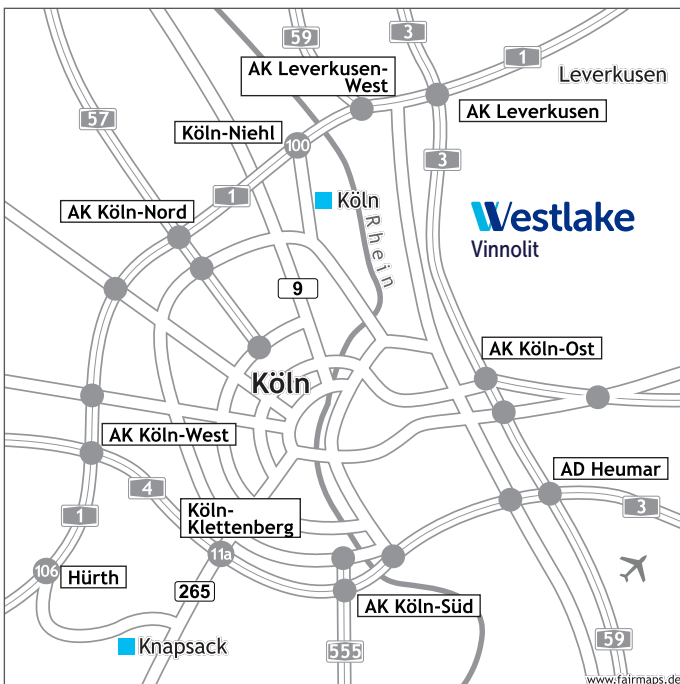 59
3
1
AK Leverkusen-
West
Leverkusen
57
Köln-Niehl
100
AK Leverkusen
3
1
Köln
AK Köln-Nord
Westlake
Vinnolit
Rhein
9
AK Köln-Ost
Köln
AK Köln-West
4
AD Heumar
1
Köln-
Klettenberg
3
11a
106
Hürth
265
AK Köln-Süd
Knapsack
555
59
www.fairmaps.de